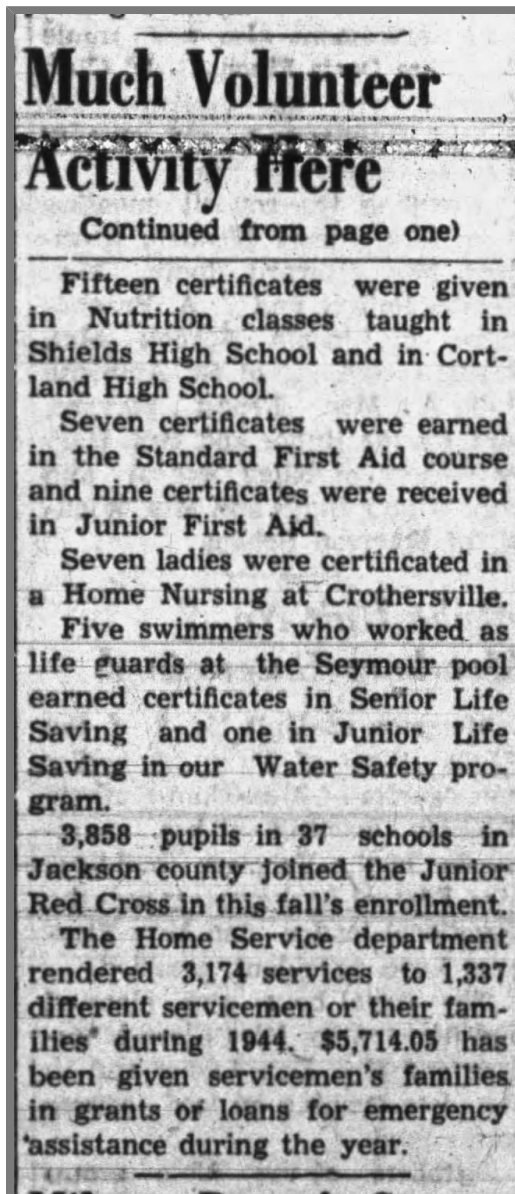 Much Volunteer
Activity Here
Continued from page one)
Fifteen certificates were given
in Nutrition classes taught in
Shields High School and in Cort-
land High School.
Seven certificates were earned
in the Standard First Aid course
and nine certificates were received
in Junior First Aid.
Seven ladies were certificated in
a Home Nursing at Crothersville.
Five swimmers who worked as
life guards at the Seymour pool
earned certificates in Senior Life
Saving and one in Junior Life
Saving in our Water Safety pro-
gram.
3,858 pupils in 37 schools in
Jackson county joined the Junior
Red Cross in this fall's enrollment.
The Home Service department
rendered 3,174 services to 1,337
different servicemen or their fam-
ilies during 1944. $5,714.05 has
been given servicemen's families
in grants or loans for emergency
assistance during the year.